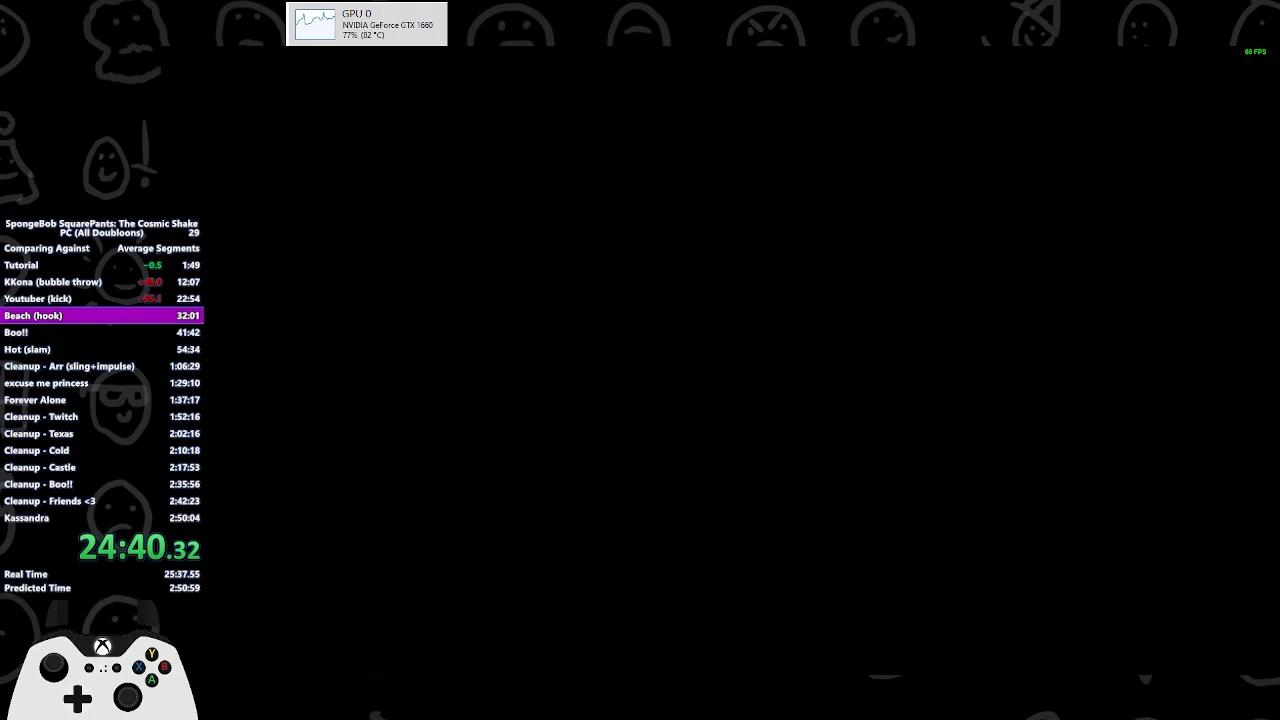 GPU 0
NVIDIA GeForce GTX 1660
77% (82 °C)
60 FPS
SpongeBob SquarePants: The Cosmic Shake
PC (All Doubloons) 29
Comparing Against Average Segments
Tutorial −0.5 1:49
KKona (bubble throw) 12:07
Youtuber (kick) 22:54
Beach (hook) 32:01
Boo!! 41:42
Hot (slam) 54:34
Cleanup - Arr (sling+impulse) 1:06:29
excuse me princess 1:29:10
Forever Alone 1:37:17
Cleanup - Twitch 1:52:16
Cleanup - Texas 2:02:16
Cleanup - Cold 2:10:18
Cleanup - Castle 2:17:53
Cleanup - Boo!! 2:35:56
Cleanup - Friends <3 2:42:23
Kassandra 2:50:04
24:40.32
Real Time 25:37.55
Predicted Time 2:50:59
Y
X B
A